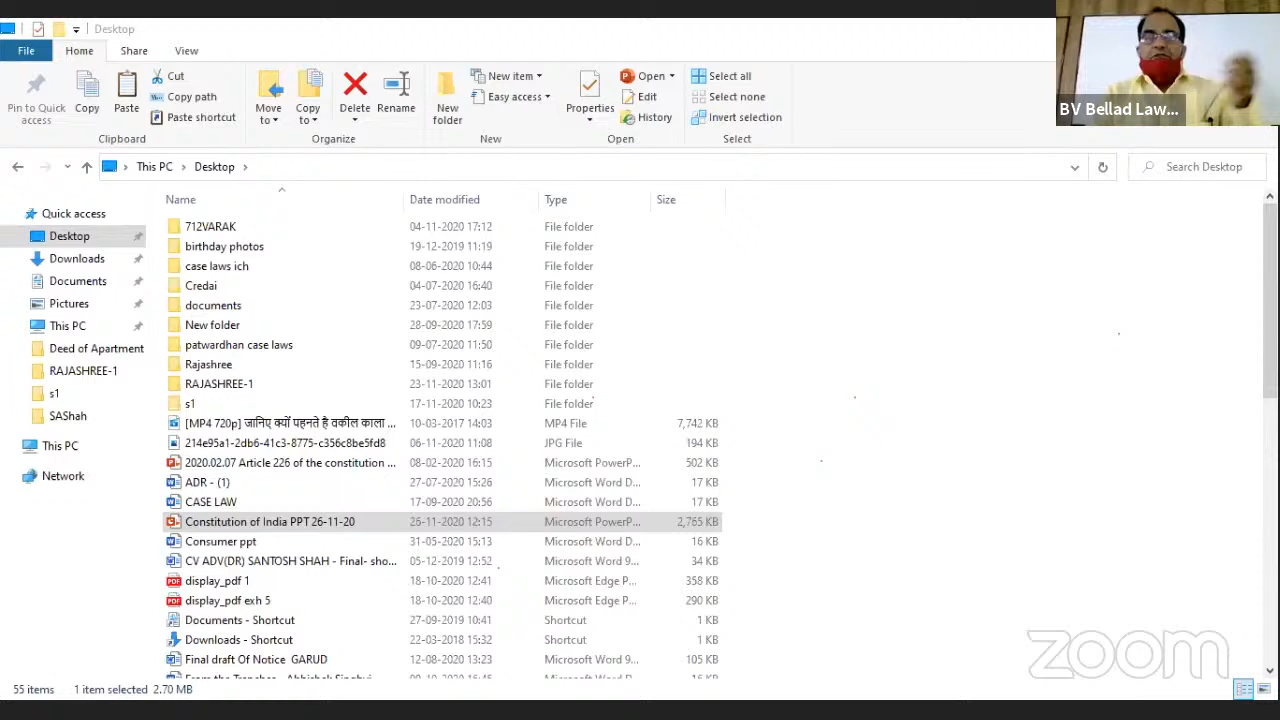 Desktop
BV Bellad Law...
File Home Share View
Pin to Quick access
Copy
Paste
Cut
Copy path
Paste shortcut
Clipboard
Move to
Copy to
Delete
Rename
Organize
New folder
New item
Easy access
New
Properties
Open
Edit
History
Open
Select all
Select none
Invert selection
Select
This PC Desktop
Search Desktop
Quick access
Desktop
Downloads
Documents
Pictures
This PC
Deed of Apartment
RAJASHREE-1
s1
SAShah
This PC
Network
Name Date modified Type Size
712VARAK 04-11-2020 17:12 File folder
birthday photos 19-12-2019 11:19 File folder
case laws ich 08-06-2020 10:44 File folder
Credai 04-07-2020 16:40 File folder
documents 23-07-2020 12:03 File folder
New folder 28-09-2020 17:59 File folder
patwardhan case laws 09-07-2020 11:50 File folder
Rajashree 15-09-2020 11:16 File folder
RAJASHREE-1 23-11-2020 13:01 File folder
s1 17-11-2020 10:23 File folder
[MP4 720p] जानिए क्यों पहनते है वकील काला ... 10-03-2017 14:03 MP4 File 7,742 KB
214e95a1-2db6-41c3-8775-c356c8be5fd8 06-11-2020 11:08 JPG File 194 KB
2020.02.07 Article 226 of the constitution ... 08-02-2020 16:15 Microsoft PowerP... 502 KB
ADR - (1) 27-07-2020 15:26 Microsoft Word D... 17 KB
CASE LAW 17-09-2020 20:56 Microsoft Word D... 17 KB
Constitution of India PPT 26-11-20 26-11-2020 12:15 Microsoft PowerP... 2,765 KB
Consumer ppt 31-05-2020 15:13 Microsoft Word D... 16 KB
CV ADV(DR) SANTOSH SHAH - Final- sho... 05-12-2019 12:52 Microsoft Word 9... 34 KB
display_pdf 1 18-10-2020 12:41 Microsoft Edge P... 358 KB
display_pdf exh 5 18-10-2020 12:40 Microsoft Edge P... 290 KB
Documents - Shortcut 27-09-2019 10:41 Shortcut 1 KB
Downloads - Shortcut 22-03-2018 15:32 Shortcut 1 KB
Final draft Of Notice GARUD 12-08-2020 13:23 Microsoft Word 9... 105 KB
zoom
55 items 1 item selected 2.70 MB